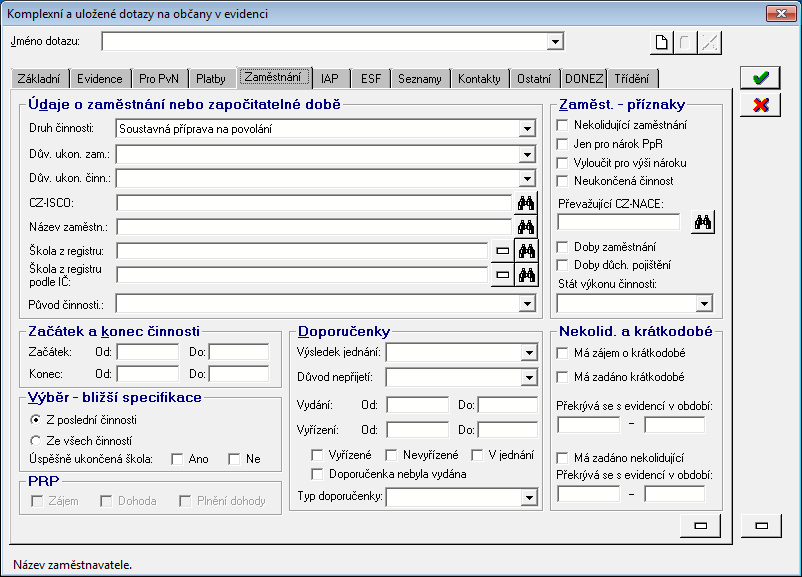 Komplexní a uložené dotazy na občany v evidenci
Jméno dotazu:
Základní Evidence Pro PvN Platby Zaměstnání IAP ESF Seznamy Kontakty Ostatní DONEZ Třídění
Údaje o zaměstnání nebo započitatelné době
Druh činnosti: Soustavná příprava na povolání
Dův. ukon. zam.:
Dův. ukon. činn.:
CZ-ISCO:
Název zaměstn.:
Škola z registru:
Škola z registru
podle IČ:
Původ činnosti.:
Zaměst. - příznaky
Nekolidující zaměstnání
Jen pro nárok PpR
Vyloučit pro výši nároku
Neukončená činnost
Převažující CZ-NACE:
Doby zaměstnání
Doby důch. pojištění
Stát výkonu činnosti:
Začátek a konec činnosti
Začátek: Od: Do:
Konec: Od: Do:
Výběr - bližší specifikace
Z poslední činnosti
Ze všech činností
Úspěšně ukončená škola: Ano Ne
PRP
Zájem Dohoda Plnění dohody
Doporučenky
Výsledek jednání:
Důvod nepřijetí:
Vydání: Od: Do:
Vyřízení: Od: Do:
Vyřízené Nevyřízené V jednání
Doporučenka nebyla vydána
Typ doporučenky:
Nekolid. a krátkodobé
Má zájem o krátkodobé
Má zadáno krátkodobé
Překrývá se s evidencí v období:
–
Má zadáno nekolidující
Překrývá se s evidencí v období:
–
Název zaměstnavatele.